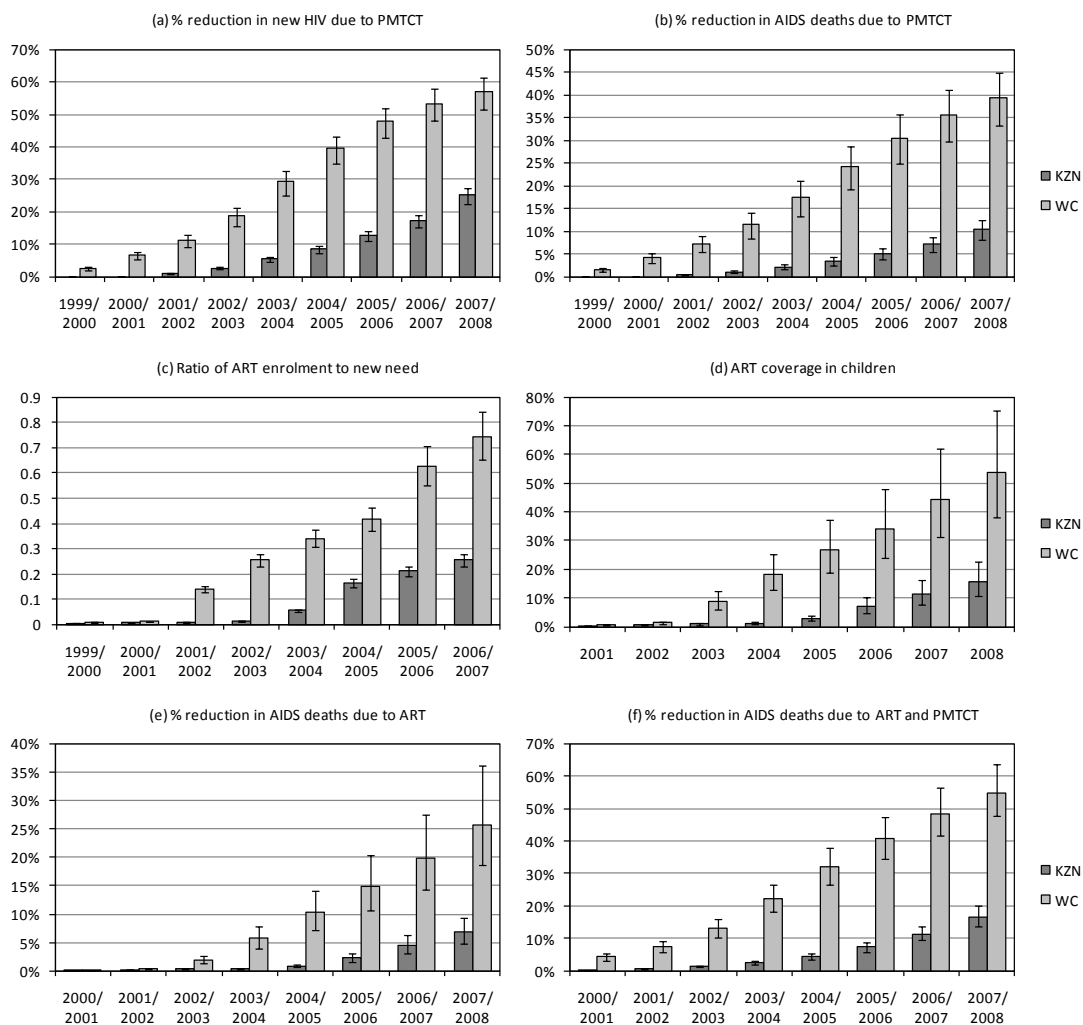 (a) % reduction in new HIV due to PMTCT
70%
60%
50%
40%
30%
20%
10%
0%
1999/ 2000/ 2001/ 2002/ 2003/ 2004/ 2005/ 2006/ 2007/
2000 2001 2002 2003 2004 2005 2006 2007 2008
(b) % reduction in AIDS deaths due to PMTCT
50%
45%
40%
35%
30%
25%
20%
15%
10%
5%
0%
1999/ 2000/ 2001/ 2002/ 2003/ 2004/ 2005/ 2006/ 2007/
2000 2001 2002 2003 2004 2005 2006 2007 2008
KZN
WC
(c) Ratio of ART enrolment to new need
0.9
0.8
0.7
0.6
0.5
0.4
0.3
0.2
0.1
0
1999/ 2000/ 2001/ 2002/ 2003/ 2004/ 2005/ 2006/
2000 2001 2002 2003 2004 2005 2006 2007
(d) ART coverage in children
80%
70%
60%
50%
40%
30%
20%
10%
0%
2001 2002 2003 2004 2005 2006 2007 2008
KZN
WC
(e) % reduction in AIDS deaths due to ART
40%
35%
30%
25%
20%
15%
10%
5%
0%
2000/ 2001/ 2002/ 2003/ 2004/ 2005/ 2006/ 2007/
2001 2002 2003 2004 2005 2006 2007 2008
(f) % reduction in AIDS deaths due to ART and PMTCT
70%
60%
50%
40%
30%
20%
10%
0%
2000/ 2001/ 2002/ 2003/ 2004/ 2005/ 2006/ 2007/
2001 2002 2003 2004 2005 2006 2007 2008
KZN
WC